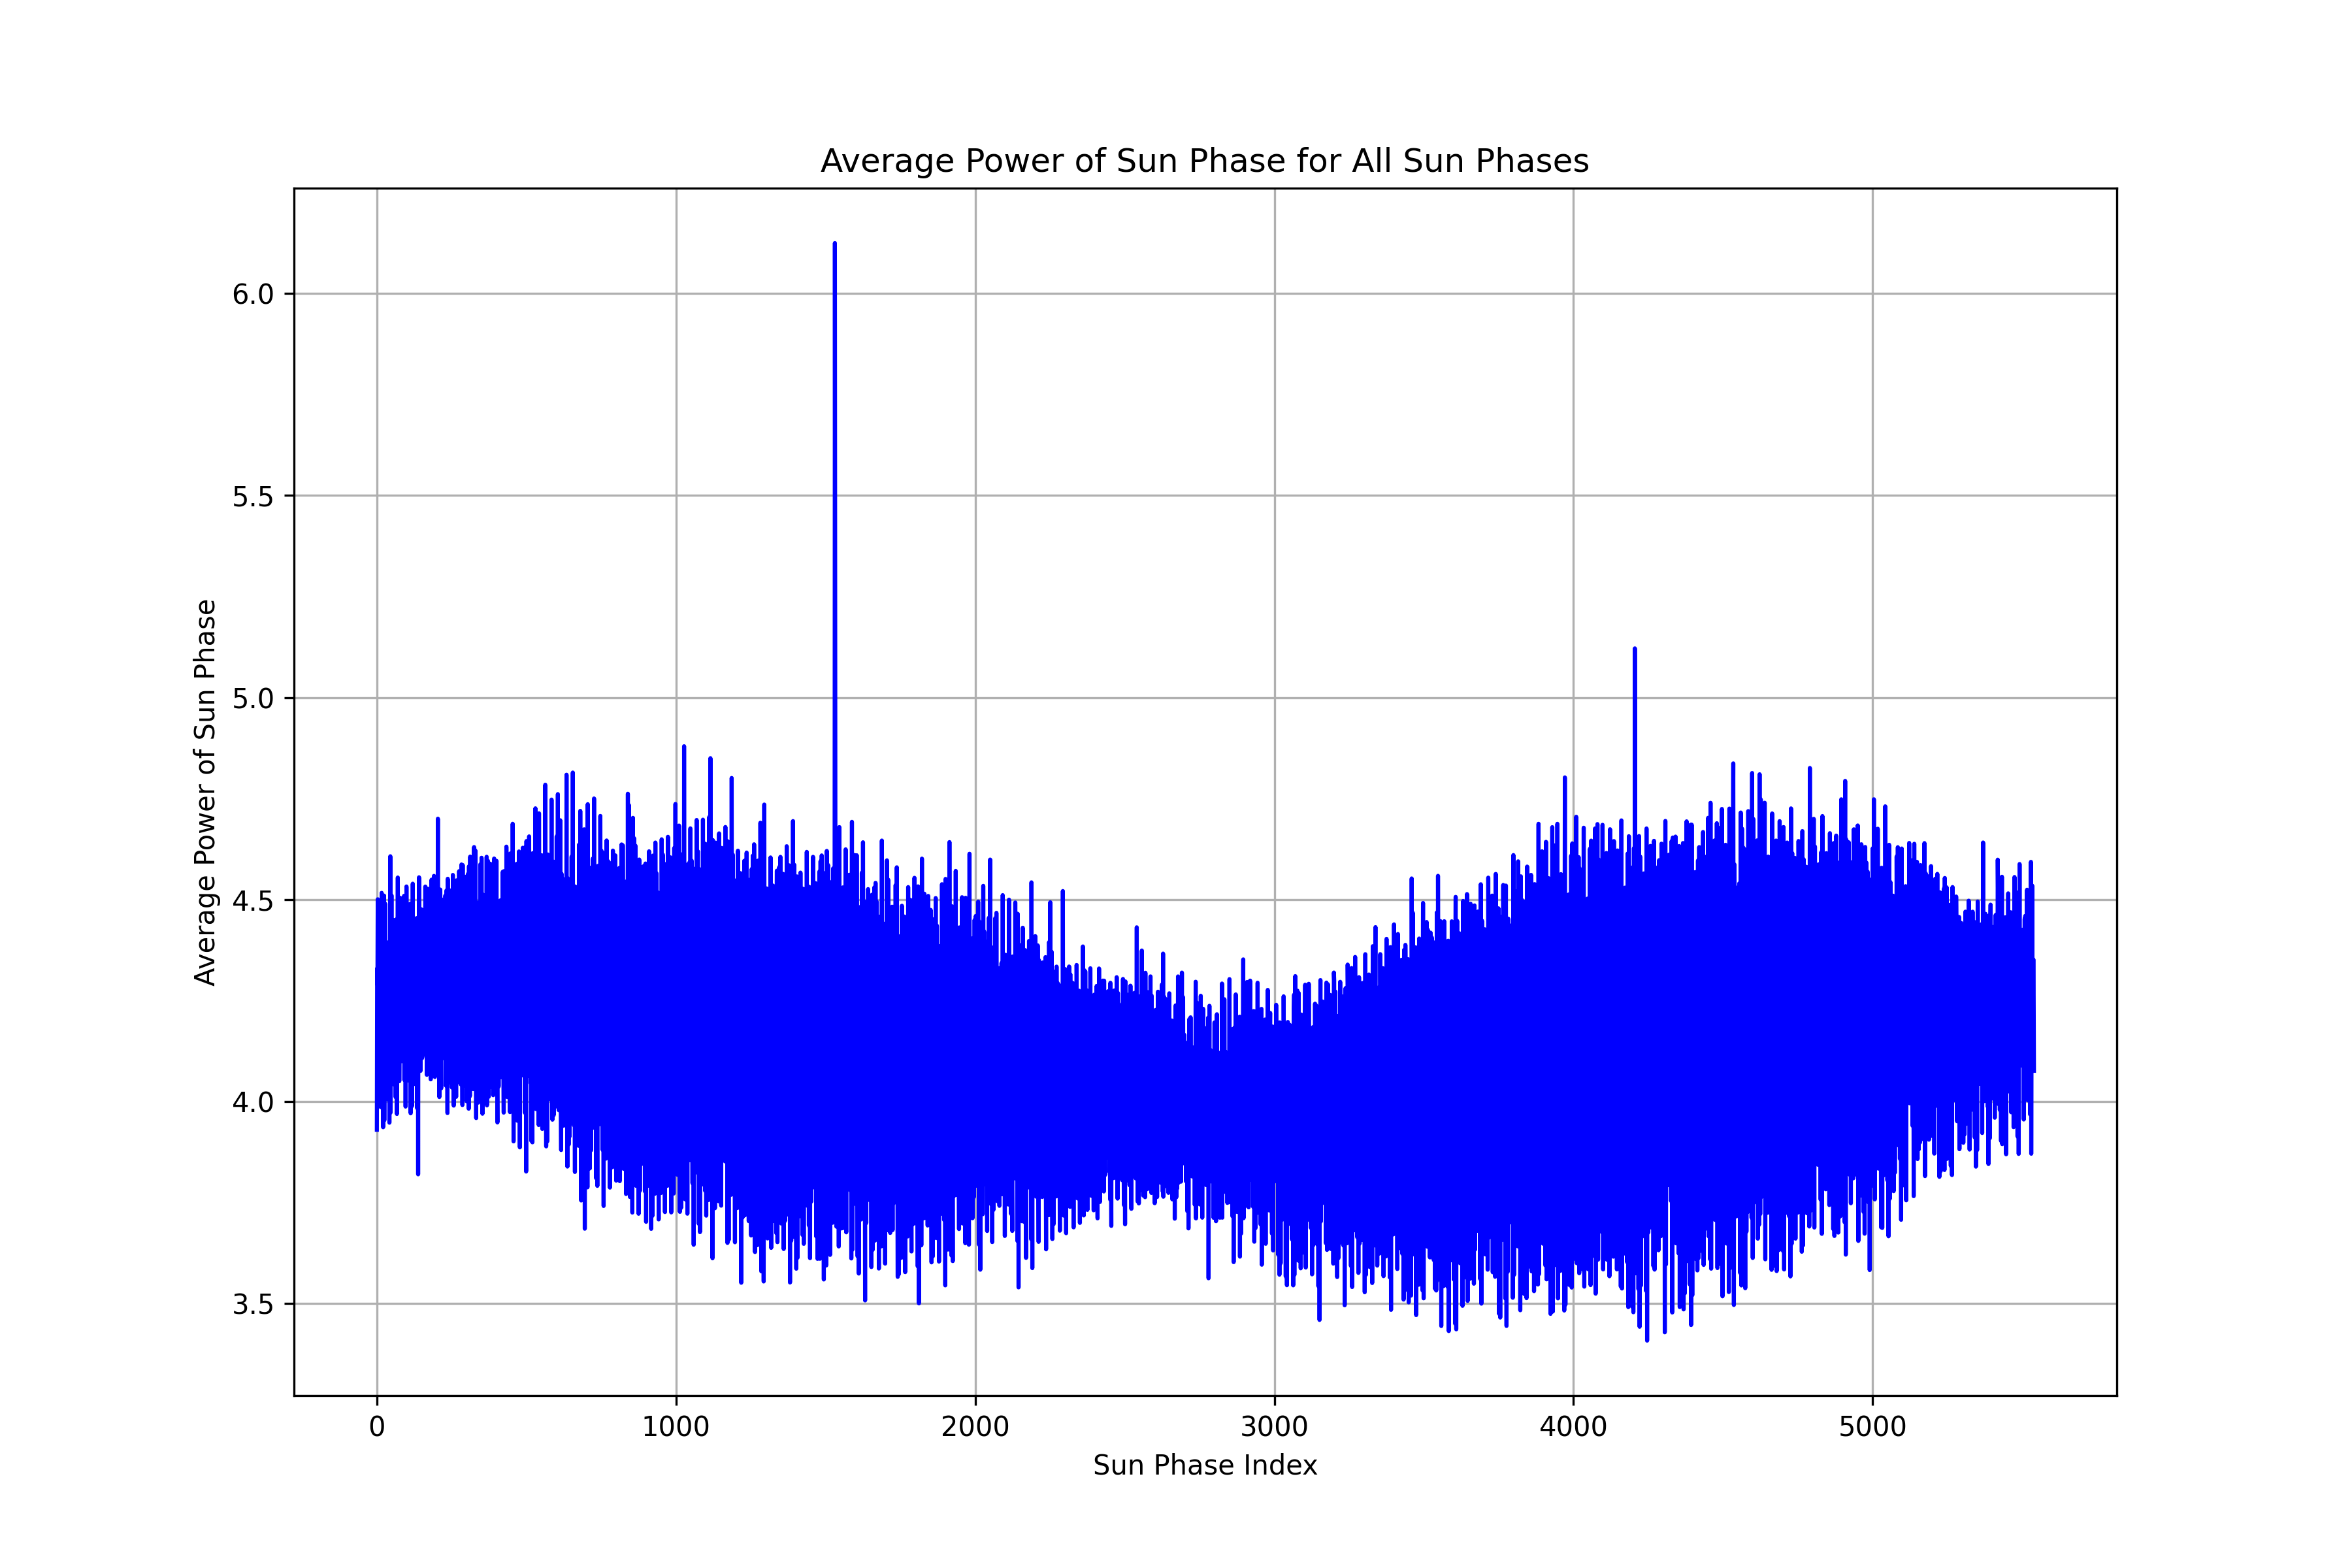 Average Power of Sun Phase for All Sun Phases
Average Power of Sun Phase
6.0
5.5
5.0
4.5
4.0
3.5
0 1000 2000 3000 4000 5000
Sun Phase Index